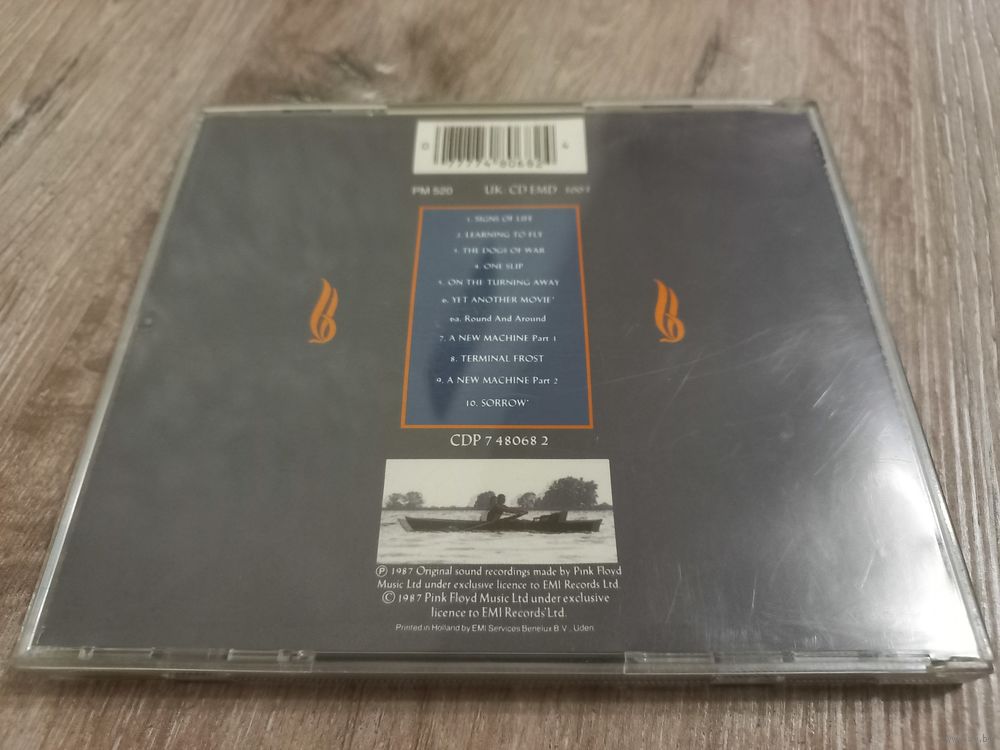 0 77774 80682 4
PM 520 UK: CD EMD 1003
1. SIGNS OF LIFE
2. LEARNING TO FLY
3. THE DOGS OF WAR
4. ONE SLIP
5. ON THE TURNING AWAY
6. YET ANOTHER MOVIE*
6a. Round And Around
7. A NEW MACHINE Part 1
8. TERMINAL FROST
9. A NEW MACHINE Part 2
10. SORROW*
CDP 7 48068 2
℗ 1987 Original sound recordings made by Pink Floyd
Music Ltd under exclusive licence to EMI Records Ltd.
© 1987 Pink Floyd Music Ltd under exclusive
licence to EMI Records Ltd.
Printed in Holland by EMI Services Benelux B.V., Uden.